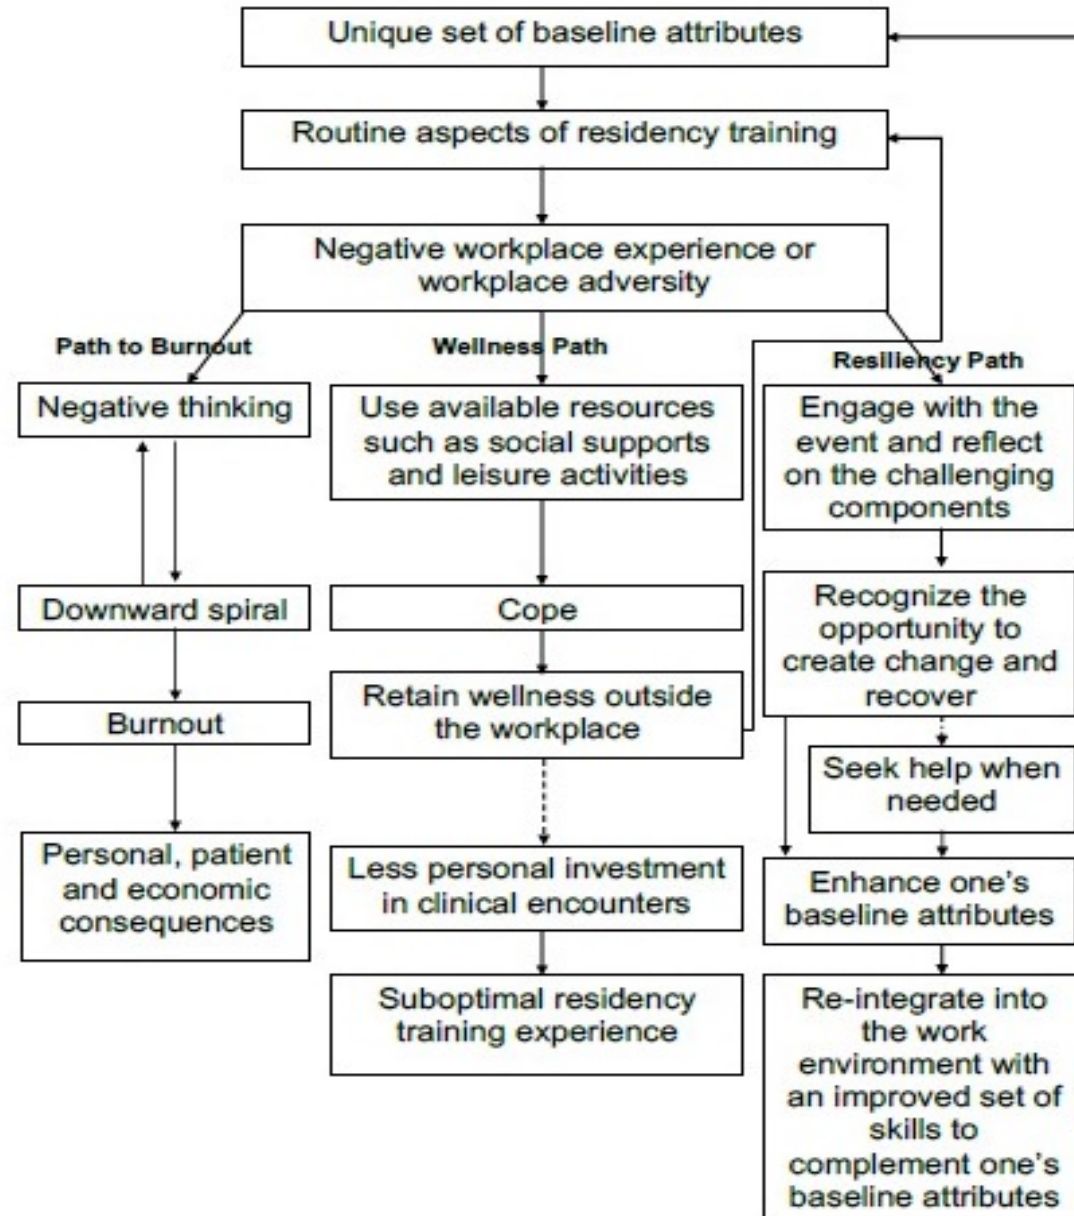 Unique set of baseline attributes
Routine aspects of residency training
Negative workplace experience or
workplace adversity
Path to Burnout
Negative thinking
Downward spiral
Burnout
Personal, patient
and economic
consequences
Wellness Path
Use available resources
such as social supports
and leisure activities
Cope
Retain wellness outside
the workplace
Less personal investment
in clinical encounters
Suboptimal residency
training experience
Resiliency Path
Engage with the
event and reflect
on the challenging
components
Recognize the
opportunity to
create change and
recover
Seek help when
needed
Enhance one's
baseline attributes
Re-integrate into
the work
environment with
an improved set of
skills to
complement one's
baseline attributes